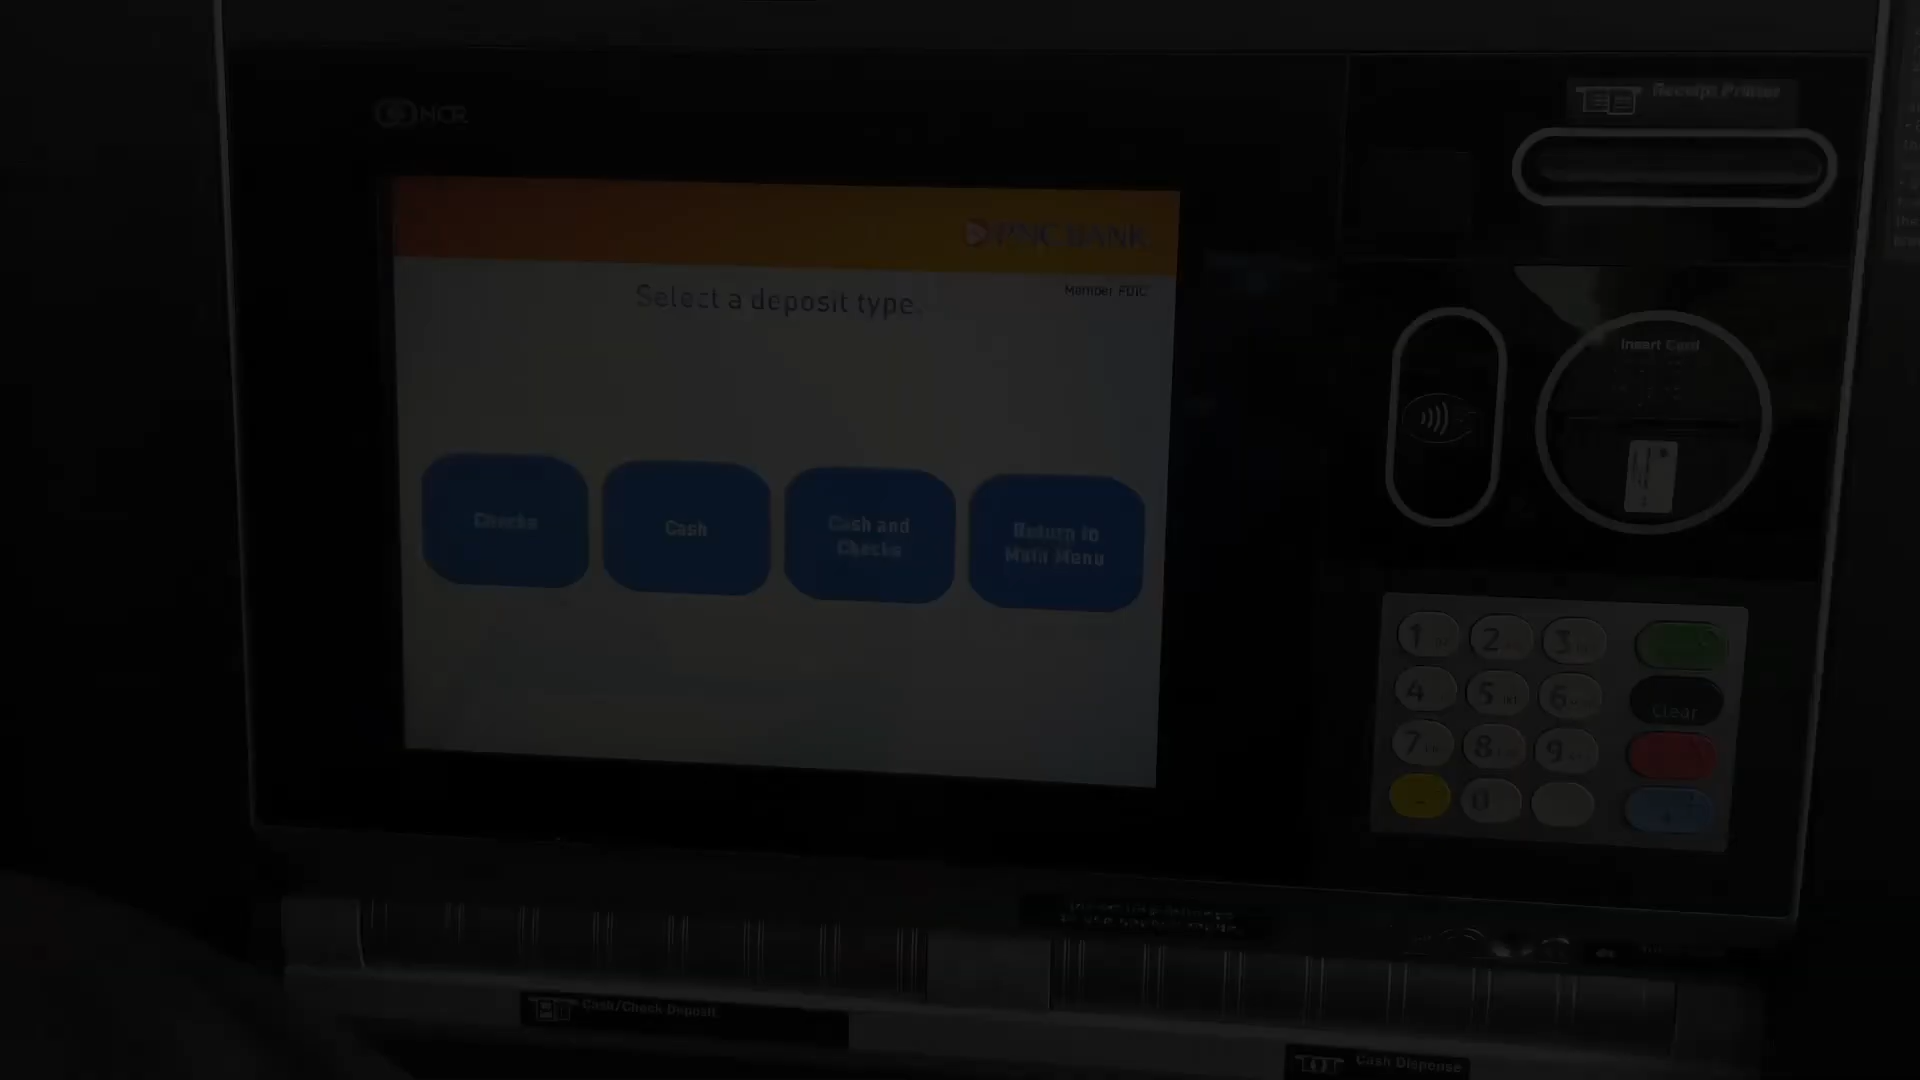 NCR
Receipt Printer
PNC BANK
Member FDIC
Select a deposit type.
Insert Card
Checks
Cash
Cash and
Checks
Return to
Main Menu
1
2
3
4
5
6
Clear
7
8
9
0
Cash/Check Deposit
Cash Dispense